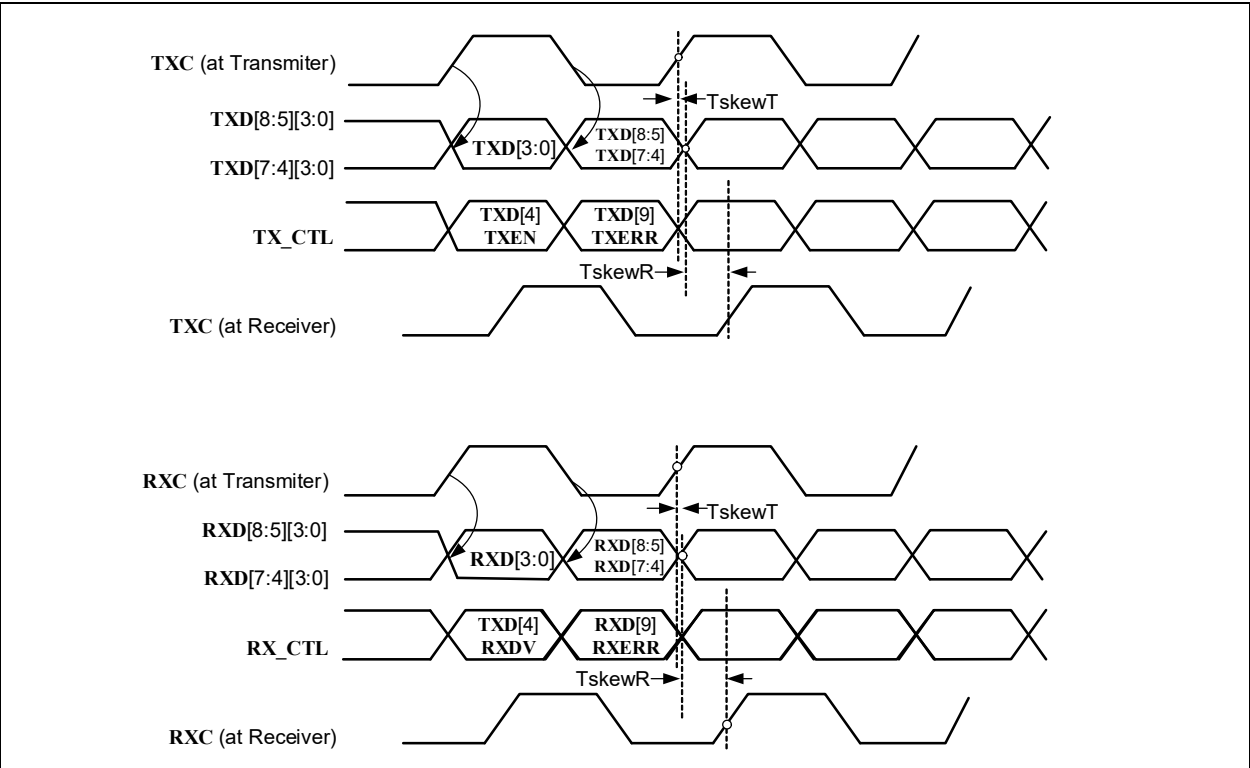 TXC (at Transmiter)
TskewT
TXD[8:5][3:0]
TXD[7:4][3:0]
TXD[3:0]
TXD[8:5]
TXD[7:4]
TX_CTL
TXD[4]
TXEN
TXD[9]
TXERR
TskewR
TXC (at Receiver)
RXC (at Transmiter)
TskewT
RXD[8:5][3:0]
RXD[7:4][3:0]
RXD[3:0]
RXD[8:5]
RXD[7:4]
RX_CTL
TXD[4]
RXDV
RXD[9]
RXERR
TskewR
RXC (at Receiver)